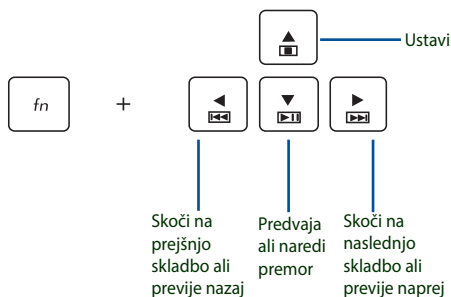 Ustavi
fn +
Skoči na
prejšnjo
skladbo ali
previje nazaj
Predvaja
ali naredi
premor
Skoči na
naslednjo
skladbo ali
previje naprej